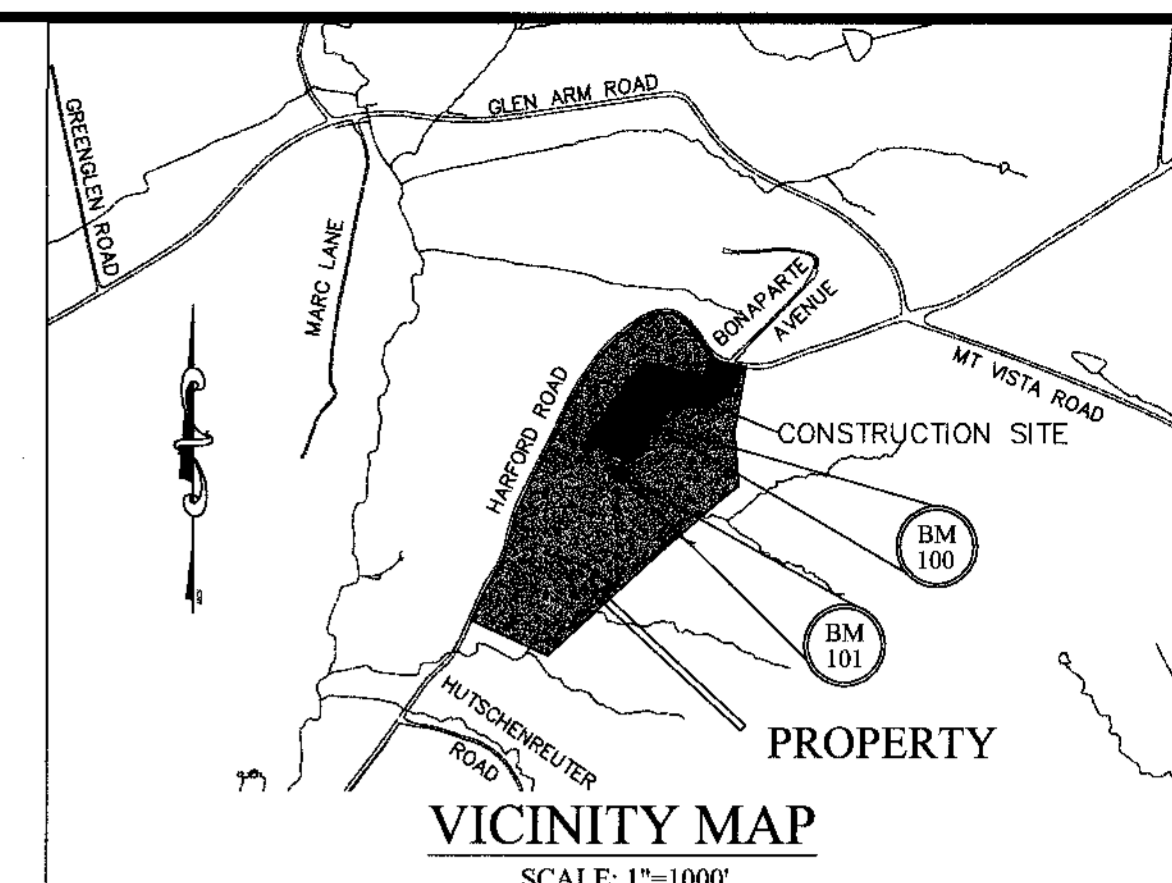 GLEN ARM ROAD
GREENGLEN ROAD
MARC LANE
BONAPARTE
AVENUE
MT VISTA ROAD
HARFORD ROAD
CONSTRUCTION SITE
BM
100
BM
101
HUTSCHENREUTER
ROAD
PROPERTY
VICINITY MAP
SCALE: 1"=1000'